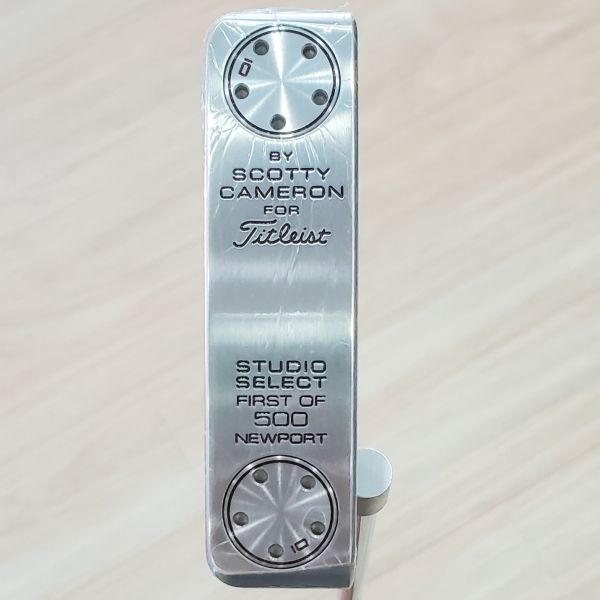 10
BY
SCOTTY
CAMERON
FOR
Titleist
STUDIO
SELECT
FIRST OF
500
NEWPORT
10